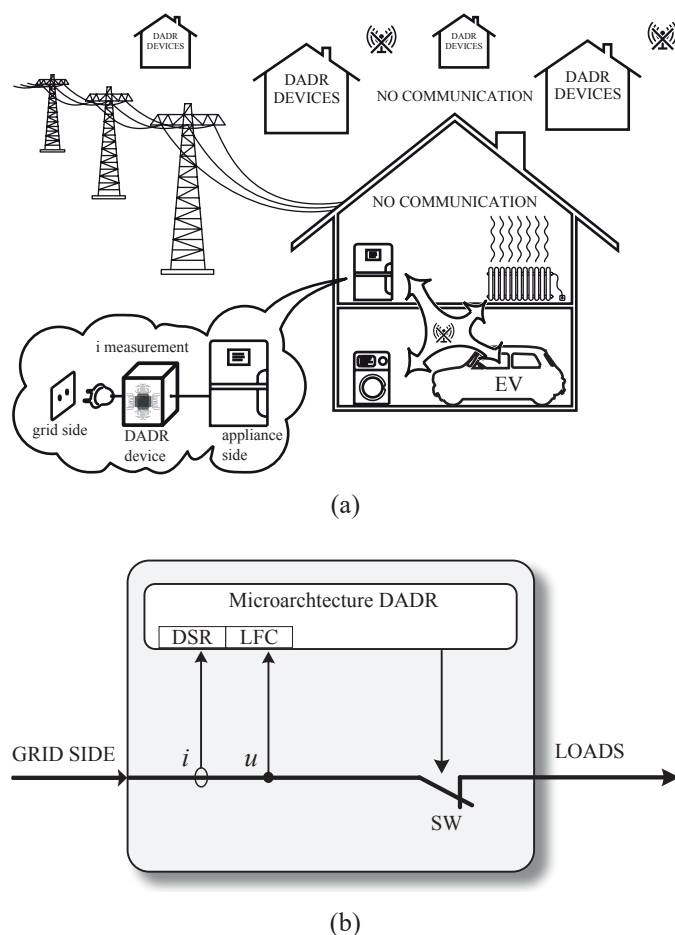 DADR
DEVICES
DADR
DEVICES
DADR
DEVICES
DADR
DEVICES
NO COMMUNICATION
NO COMMUNICATION
i measurement
grid side
DADR
device
appliance
side
EV
(a)
Microarchtecture DADR
DSR LFC
GRID SIDE
i
u
LOADS
SW
(b)